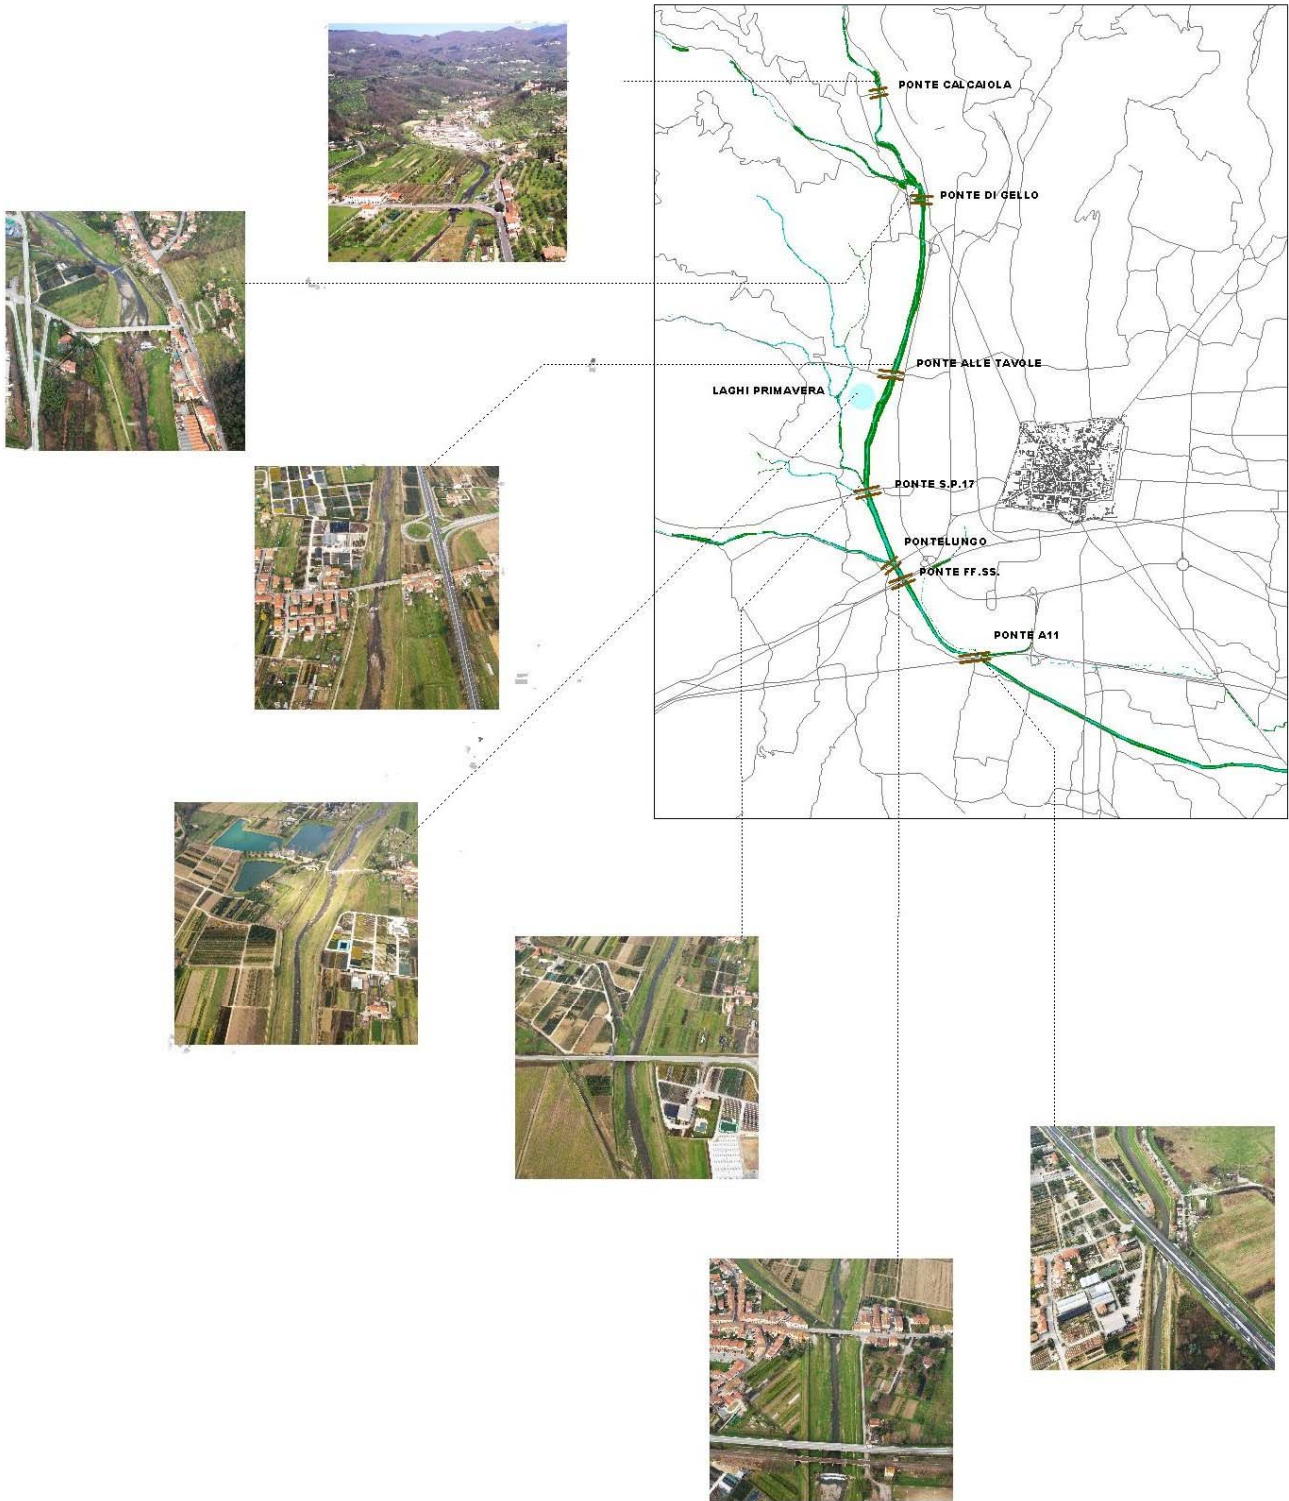 PONTE CALCAIOLA
PONTE DI GELLO
PONTE ALLE TAVOLE
LAGHI PRIMAVERA
PONTE S.P.17
PONTELUNGO
PONTE FF.SS.
PONTE A11